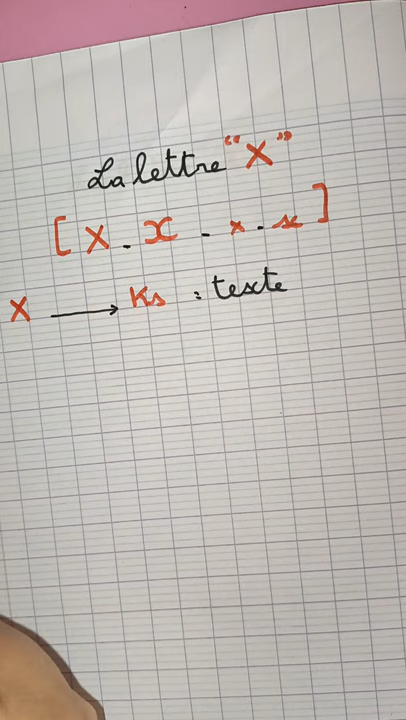 La lettre "X"
[ X - X - x - x ]
X → Ks : texte